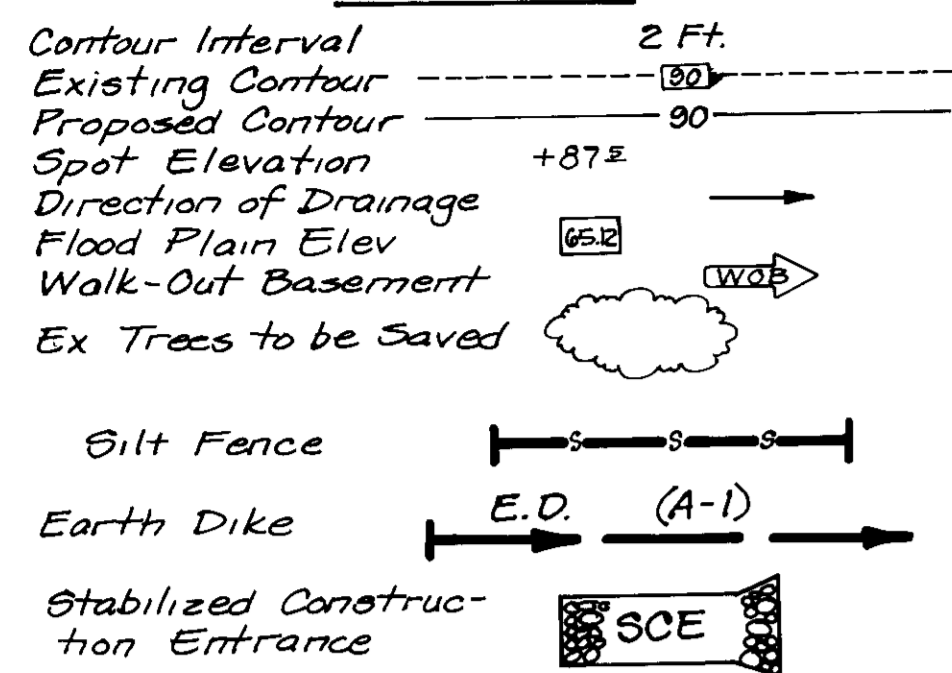 Contour Interval 2 Ft.
Existing Contour 90
Proposed Contour 90
Spot Elevation +87⁵
Direction of Drainage
Flood Plain Elev 65.12
Walk-Out Basement WOB
Ex Trees to be Saved
Silt Fence S S S
Earth Dike E.D. (A-1)
Stabilized Construc-
tion Entrance SCE